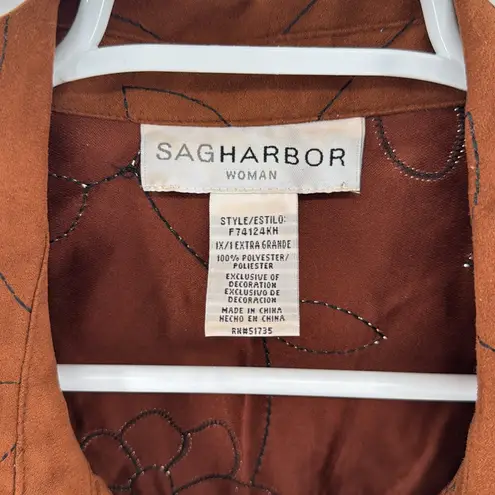 SAGHARBOR
WOMAN
STYLE/ESTILO:
F74124KH
1X/1 EXTRA GRANDE
100% POLYESTER/
POLIESTER
EXCLUSIVE OF
DECORATION
EXCLUSIVO DE
DECORACION
MADE IN CHINA
HECHO EN CHINA
RN#51735